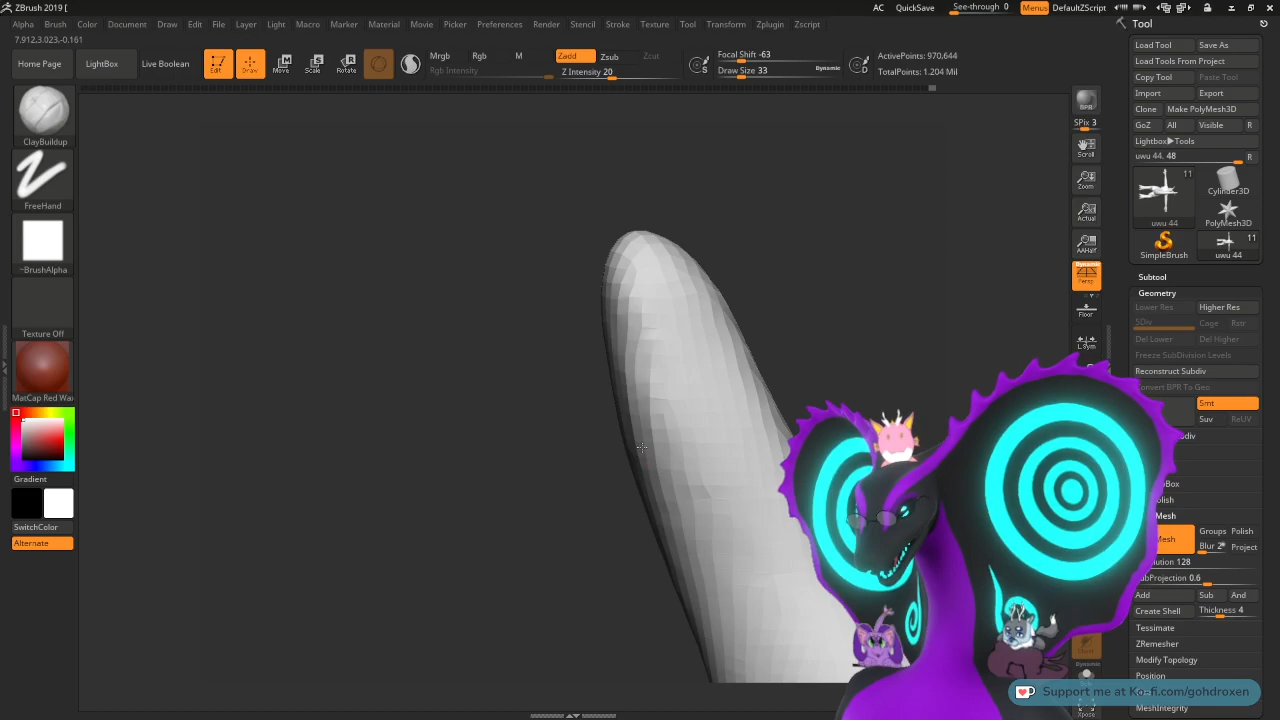 ZBrush 2019 [
AC QuickSave See-through 0 Menus DefaultZScript
Alpha Brush Color Document Draw Edit File Layer Light Macro Marker Material Movie Picker Preferences Render Stencil Stroke Texture Tool Transform Zplugin Zscript
7.912,3.023,-0.161
Home Page LightBox Live Boolean Edit Draw Move Scale Rotate
Mrgb Rgb M
Rgb Intensity
Zadd Zsub Zcut
Z Intensity 20
Focal Shift -63
Draw Size 33 Dynamic
ActivePoints: 970,644
TotalPoints: 1.204 Mil
ClayBuildup
FreeHand
~BrushAlpha
Texture Off
MatCap Red Wax
Gradient
SwitchColor
Alternate
BPR
SPix 3
Scroll
Zoom
Actual
AAHalf
Dynamic
Persp
Floor
L.Sym
Dynamic
Xpose
Tool
Load Tool Save As
Load Tools From Project
Copy Tool Paste Tool
Import Export
Clone Make PolyMesh3D
GoZ All Visible R
Lightbox▶Tools
uwu 44. 48 R
11
uwu 44
Cylinder3D
PolyMesh3D
SimpleBrush
11
uwu 44
Subtool
Geometry
Lower Res Higher Res
SDiv Cage Rstr
Del Lower Del Higher
Freeze SubDivision Levels
Reconstruct Subdiv
Convert BPR To Geo
Smt
Suv ReUV
Groups Polish
Blur 2 Project
SubProjection 0.6
Add Sub And
Create Shell Thickness 4
Tessimate
ZRemesher
Modify Topology
Position
MeshIntegrity
Support me at Ko-fi.com/gohdroxen